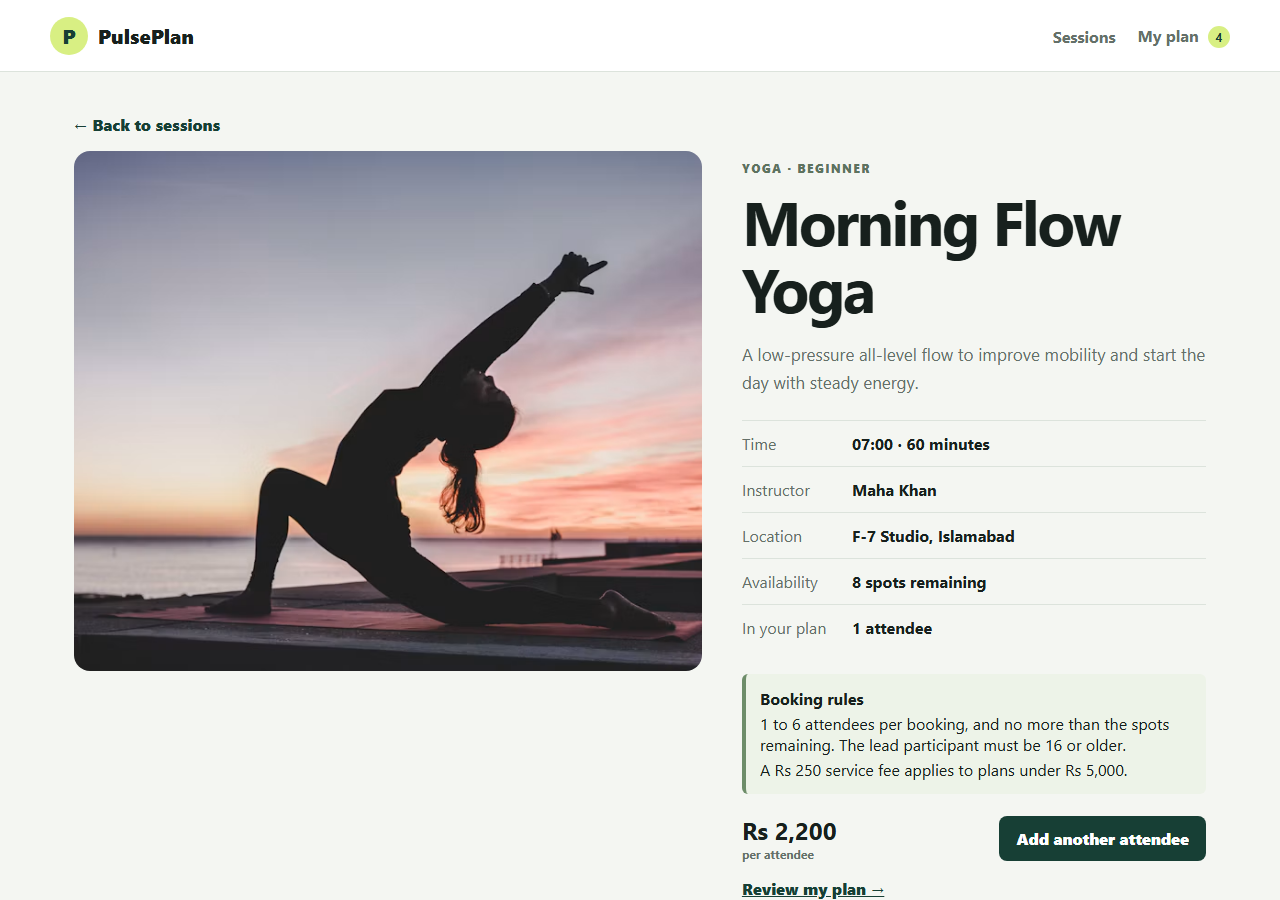 P PulsePlan
Sessions My plan 4
← Back to sessions
YOGA · BEGINNER
Morning Flow
Yoga
A low-pressure all-level flow to improve mobility and start the
day with steady energy.
Time 07:00 · 60 minutes
Instructor Maha Khan
Location F-7 Studio, Islamabad
Availability 8 spots remaining
In your plan 1 attendee
Booking rules
1 to 6 attendees per booking, and no more than the spots
remaining. The lead participant must be 16 or older.
A Rs 250 service fee applies to plans under Rs 5,000.
Rs 2,200
per attendee
Add another attendee
Review my plan →